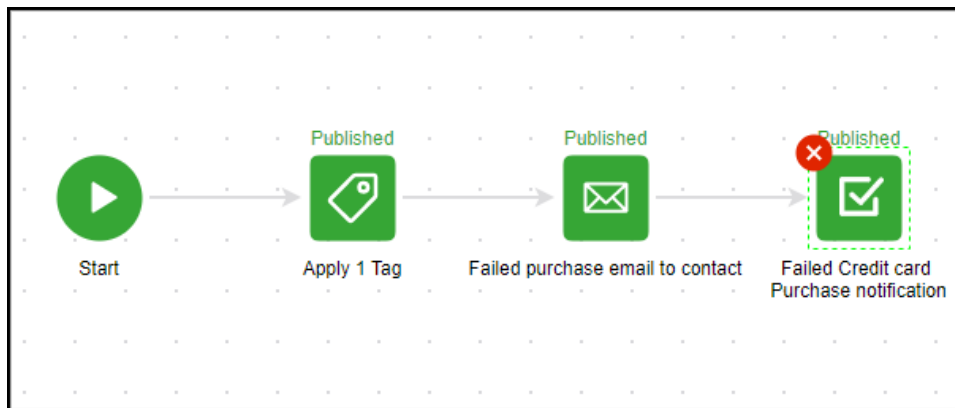 Published
Published
Published
Start
Apply 1 Tag
Failed purchase email to contact
Failed Credit card
Purchase notification